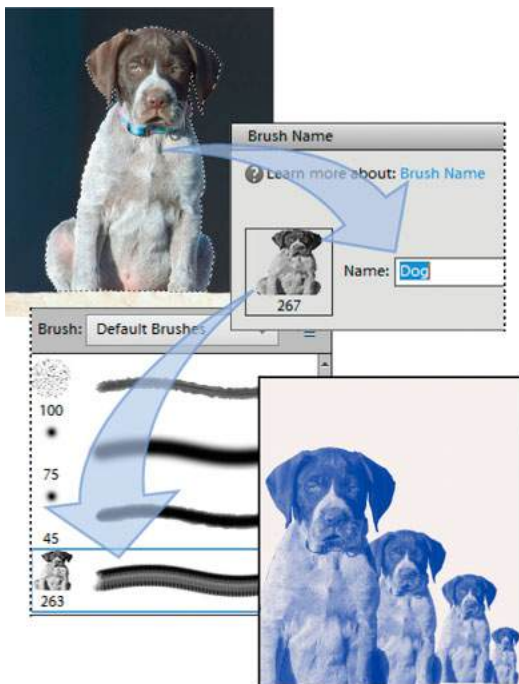 Brush Name
? Learn more about: Brush Name
Name: Dog
267
Brush: Default Brushes
100
75
45
263